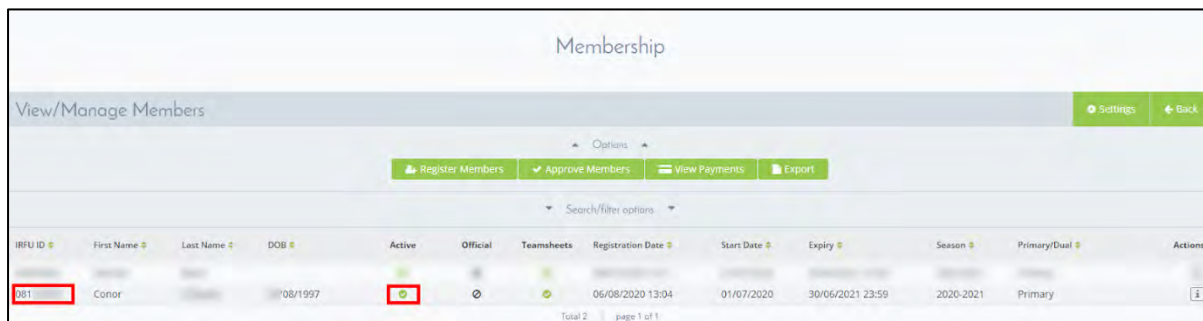 Membership
View/Manage Members
Settings
Back
Options
Register Members Approve Members View Payments Export
Search/filter options
IRFU ID First Name Last Name DOB Active Official Teamsheets Registration Date Start Date Expiry Season Primary/Dual Actions
081 Conor /08/1997 06/08/2020 13:04 01/07/2020 30/06/2021 23:59 2020-2021 Primary i
Total 2 page 1 of 1